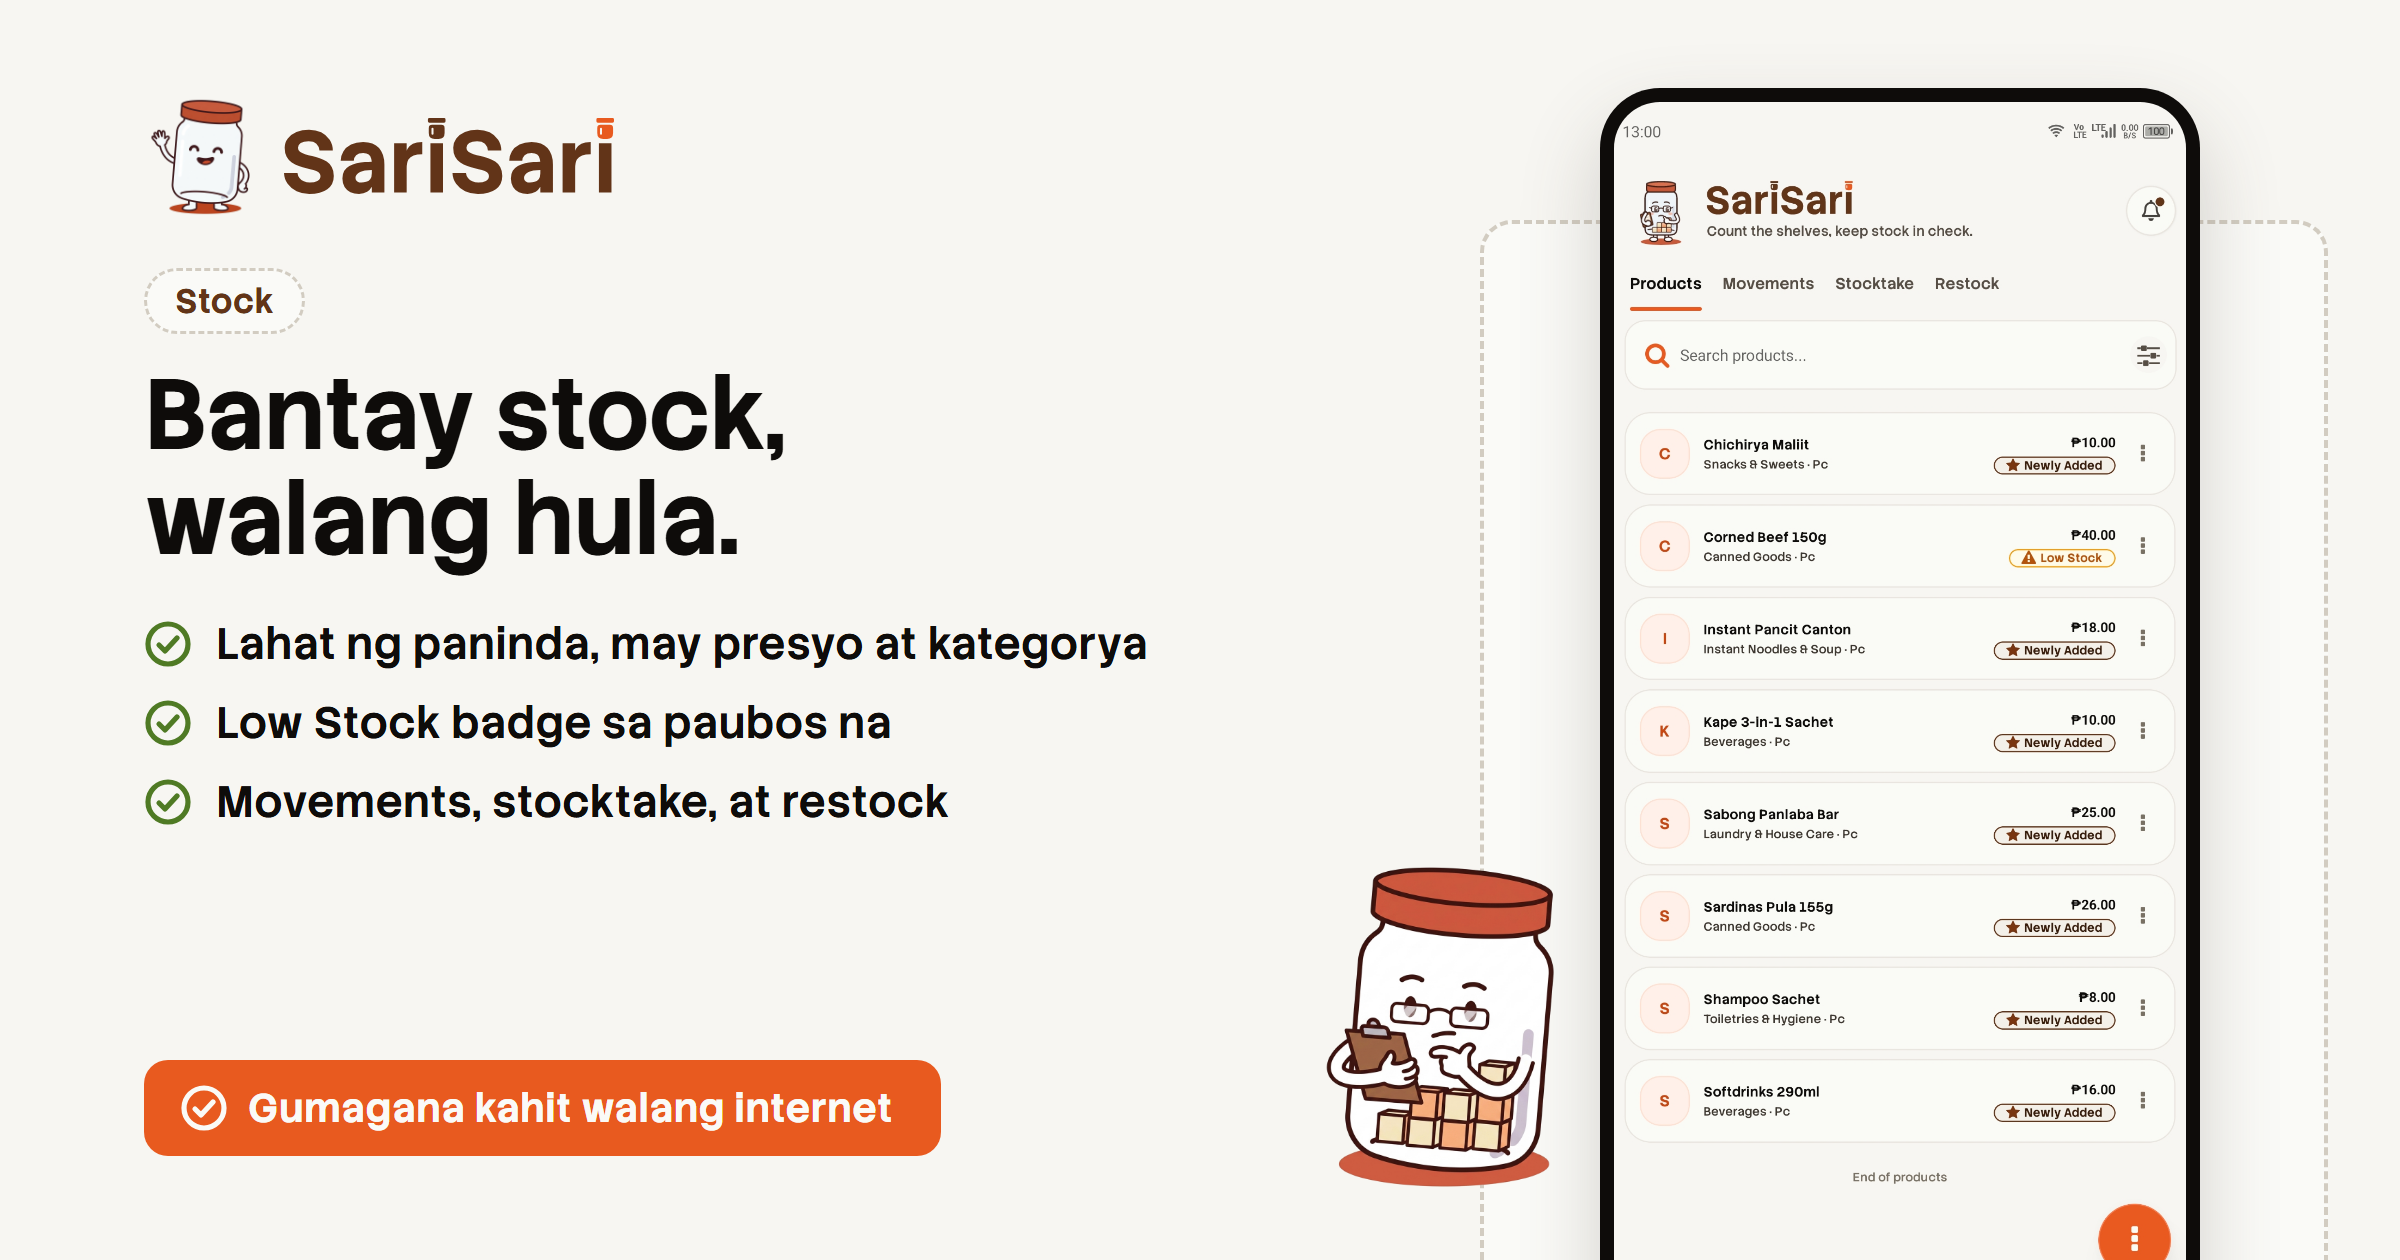 SariSari
Stock
Bantay stock,
walang hula.
Lahat ng paninda, may presyo at kategorya
Low Stock badge sa paubos na
Movements, stocktake, at restock
Gumagana kahit walang internet
13:00
Vo LTE LTE 0.00 B/S 100
SariSari
Count the shelves, keep stock in check.
Products Movements Stocktake Restock
Search products...
C Chichirya Maliit ₱10.00
Snacks & Sweets · Pc Newly Added
C Corned Beef 150g ₱40.00
Canned Goods · Pc Low Stock
I Instant Pancit Canton ₱18.00
Instant Noodles & Soup · Pc Newly Added
K Kape 3-in-1 Sachet ₱10.00
Beverages · Pc Newly Added
S Sabong Panlaba Bar ₱25.00
Laundry & House Care · Pc Newly Added
S Sardinas Pula 155g ₱26.00
Canned Goods · Pc Newly Added
S Shampoo Sachet ₱8.00
Toiletries & Hygiene · Pc Newly Added
S Softdrinks 290ml ₱16.00
Beverages · Pc Newly Added
End of products